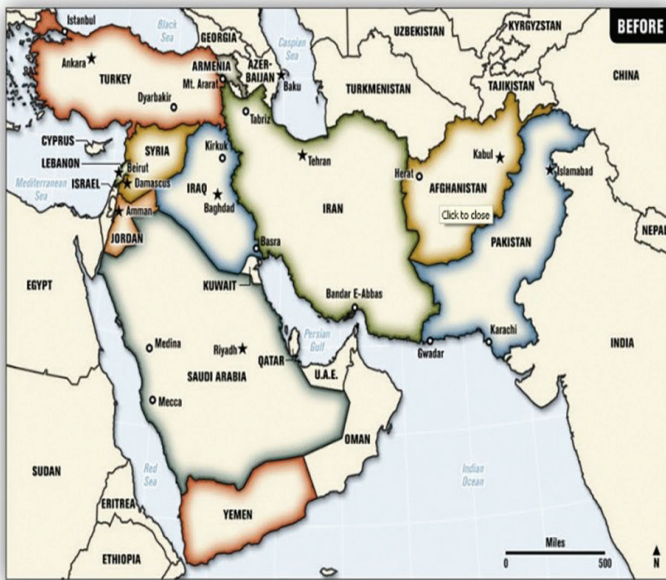 BEFORE
Istanbul
Black
Sea
GEORGIA
Caspian
Sea
UZBEKISTAN
KYRGYZSTAN
Ankara
TURKEY
ARMENIA
Mt. Ararat
AZER-
BAIJAN
Baku
TURKMENISTAN
TAJIKISTAN
CHINA
Dyarbakir
Tabriz
CYPRUS
SYRIA
Kirkuk
Tehran
Herat
Kabul
Islamabad
LEBANON
Beirut
Mediterranean
Sea
ISRAEL
Damascus
IRAQ
Baghdad
IRAN
AFGHANISTAN
Click to close
Amman
JORDAN
Basra
PAKISTAN
NEPAL
EGYPT
KUWAIT
Bandar E-Abbas
Persian
Gulf
Karachi
Gwadar
INDIA
Medina
Riyadh
QATAR
SAUDI ARABIA
U.A.E.
Mecca
OMAN
SUDAN
Red
Sea
Indian
Ocean
ERITREA
YEMEN
ETHIOPIA
Miles
0
500
N